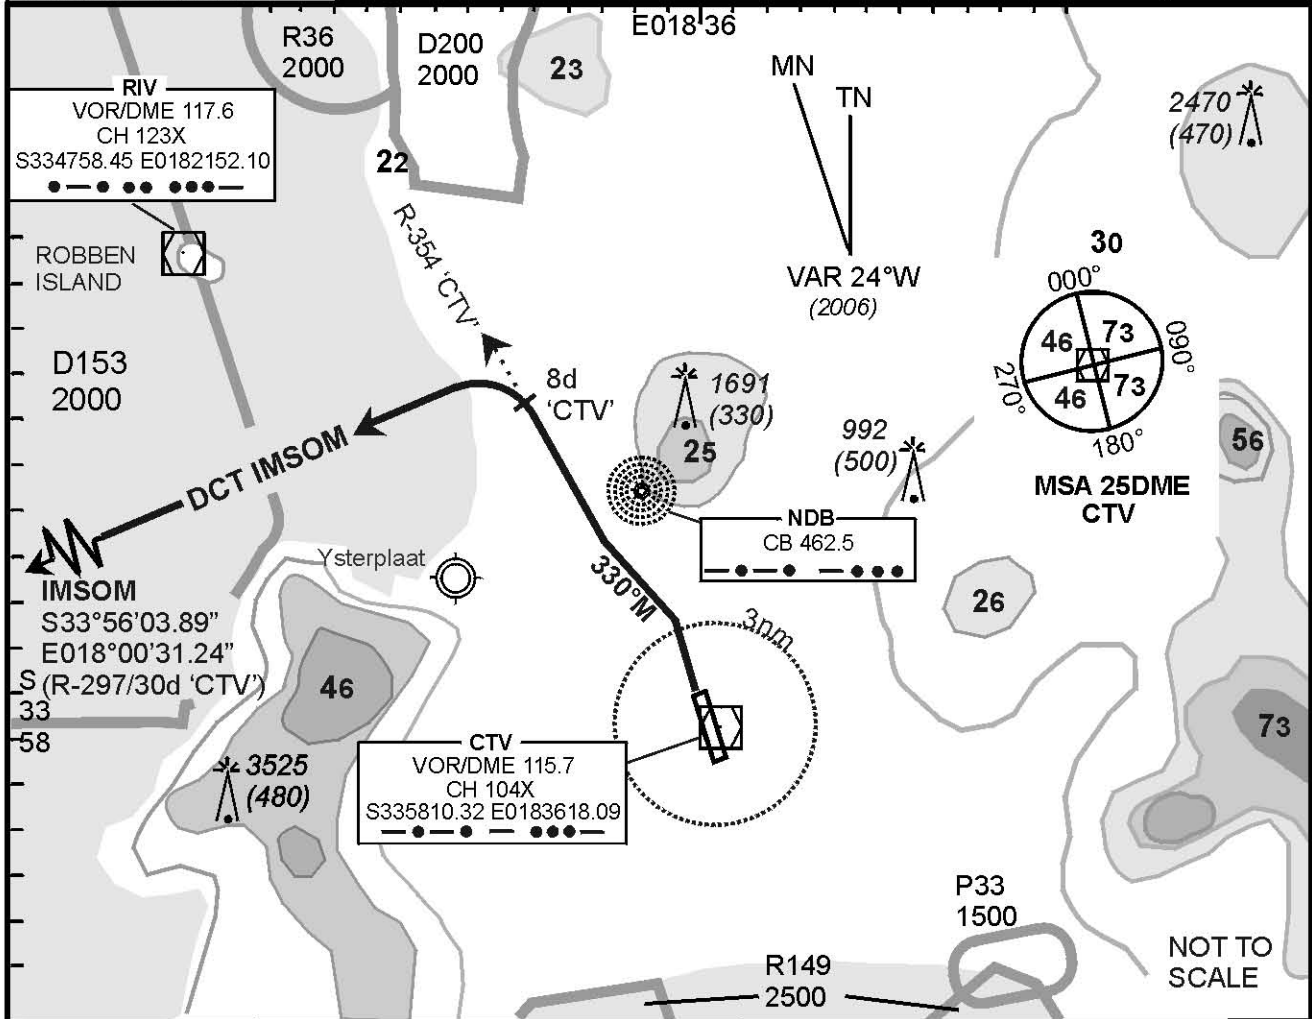 E018 36
R36
2000
D200
2000
23
MN
TN
2470
(470)
RIV
VOR/DME 117.6
CH 123X
S334758.45 E0182152.10
22
R-354 'CTV'
ROBBEN
ISLAND
VAR 24°W
(2006)
30
000°
090°
180°
270°
46
73
46
73
MSA 25DME
CTV
D153
2000
8d
'CTV'
1691
(330)
25
992
(500)
56
DCT IMSOM
NDB
CB 462.5
Ysterplaat
330°M
26
3nm
IMSOM
S33°56'03.89"
E018°00'31.24"
(R-297/30d 'CTV')
S
33
58
46
73
3525
(480)
CTV
VOR/DME 115.7
CH 104X
S335810.32 E0183618.09
P33
1500
R149
2500
NOT TO
SCALE